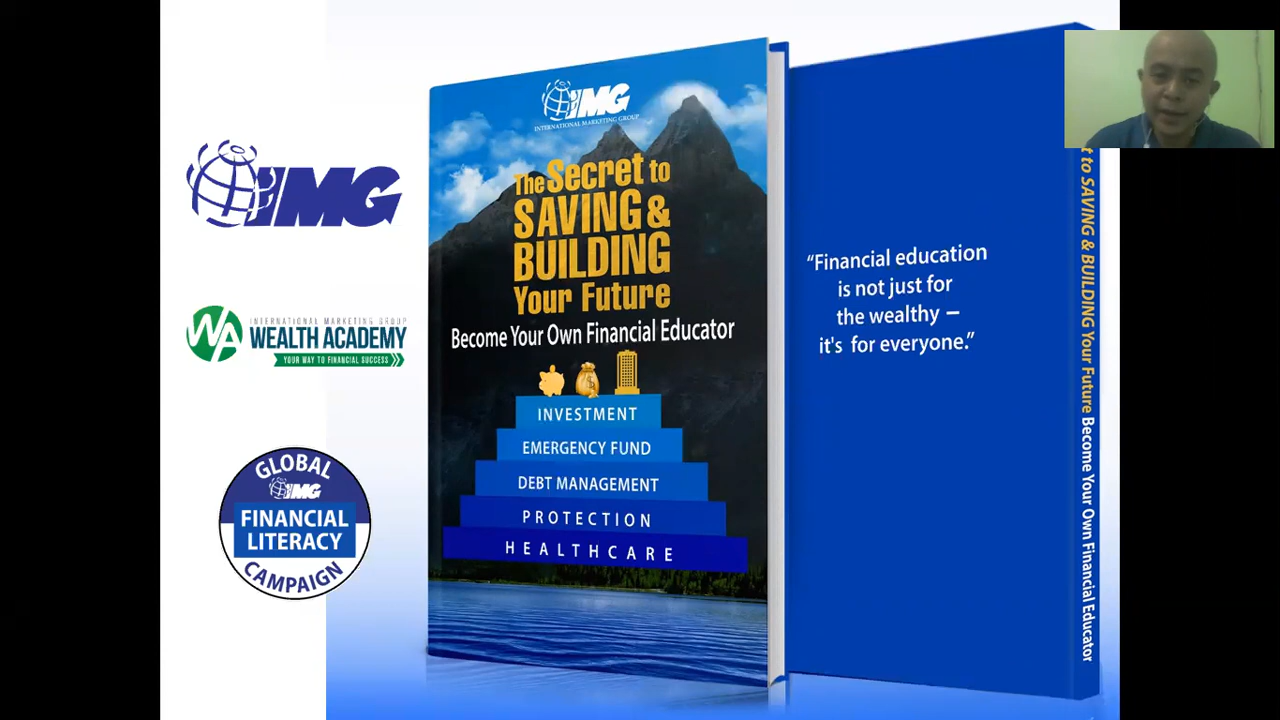 IMG
INTERNATIONAL MARKETING GROUP
WEALTH ACADEMY
YOUR WAY TO FINANCIAL SUCCESS
WA
GLOBAL
IMG
FINANCIAL
LITERACY
CAMPAIGN
IMG
INTERNATIONAL MARKETING GROUP
The Secret to
SAVING &
BUILDING
Your Future
Become Your Own Financial Educator
INVESTMENT
EMERGENCY FUND
DEBT MANAGEMENT
PROTECTION
HEALTHCARE
“Financial education
is not just for
the wealthy –
it's for everyone.”
to SAVING & BUILDING Your Future Become Your Own Financial Educator